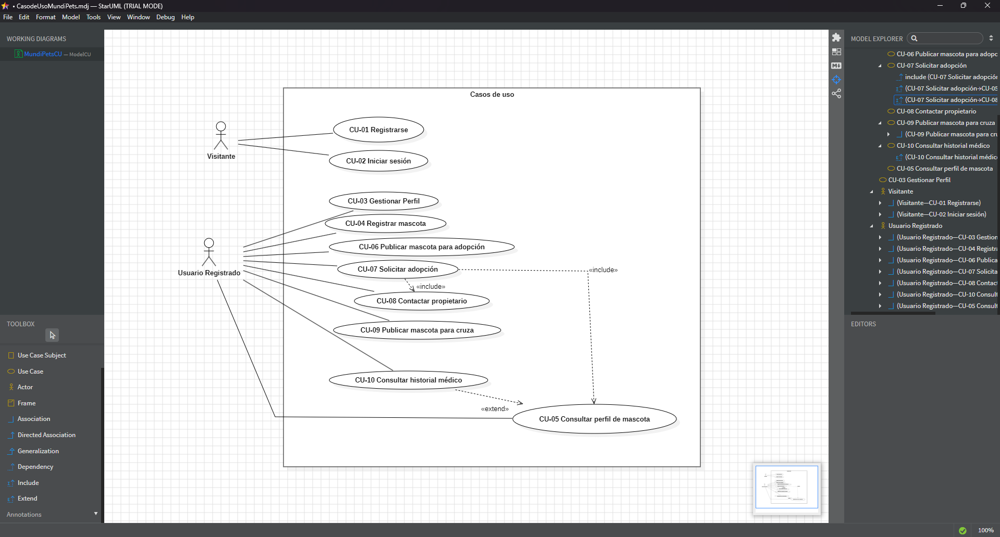 • CasodeUsoMundiPets.mdj — StarUML (TRIAL MODE)
File Edit Format Model Tools View Window Debug Help
WORKING DIAGRAMS
MundiPetsCU — ModelCU
TOOLBOX
Use Case Subject
Use Case
Actor
Frame
Association
Directed Association
Generalization
Dependency
Include
Extend
Annotations
Casos de uso
Visitante
CU-01 Registrarse
CU-02 Iniciar sesión
CU-03 Gestionar Perfil
CU-04 Registrar mascota
CU-06 Publicar mascota para adopción
Usuario Registrado
CU-07 Solicitar adopción
«include»
«include»
CU-08 Contactar propietario
CU-09 Publicar mascota para cruza
CU-10 Consultar historial médico
«extend»
CU-05 Consultar perfil de mascota
MODEL EXPLORER
CU-06 Publicar mascota para adopc
CU-07 Solicitar adopción
include (CU-07 Solicitar adopción
(CU-07 Solicitar adopción→CU-05
(CU-07 Solicitar adopción→CU-08
CU-08 Contactar propietario
CU-09 Publicar mascota para cruza
(CU-09 Publicar mascota para cru
CU-10 Consultar historial médico
(CU-10 Consultar historial médic
CU-05 Consultar perfil de mascota
CU-03 Gestionar Perfil
Visitante
(Visitante—CU-01 Registrarse)
(Visitante—CU-02 Iniciar sesión)
Usuario Registrado
(Usuario Registrado—CU-03 Gestion
(Usuario Registrado—CU-04 Registra
(Usuario Registrado—CU-06 Publica
(Usuario Registrado—CU-07 Solicita
(Usuario Registrado—CU-08 Contact
(Usuario Registrado—CU-10 Consult
(Usuario Registrado—CU-05 Consult
EDITORS
100%